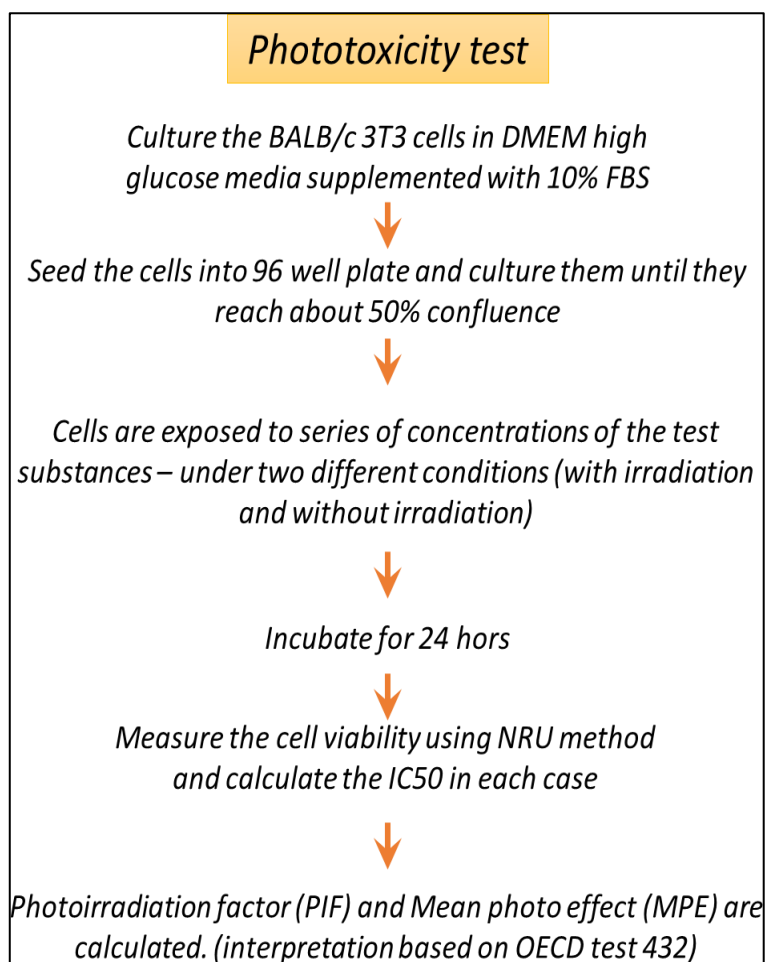 Phototoxicity test
Culture the BALB/c 3T3 cells in DMEM high
glucose media supplemented with 10% FBS
Seed the cells into 96 well plate and culture them until they
reach about 50% confluence
Cells are exposed to series of concentrations of the test
substances – under two different conditions (with irradiation
and without irradiation)
Incubate for 24 hors
Measure the cell viability using NRU method
and calculate the IC50 in each case
Photoirradiation factor (PIF) and Mean photo effect (MPE) are
calculated. (interpretation based on OECD test 432)